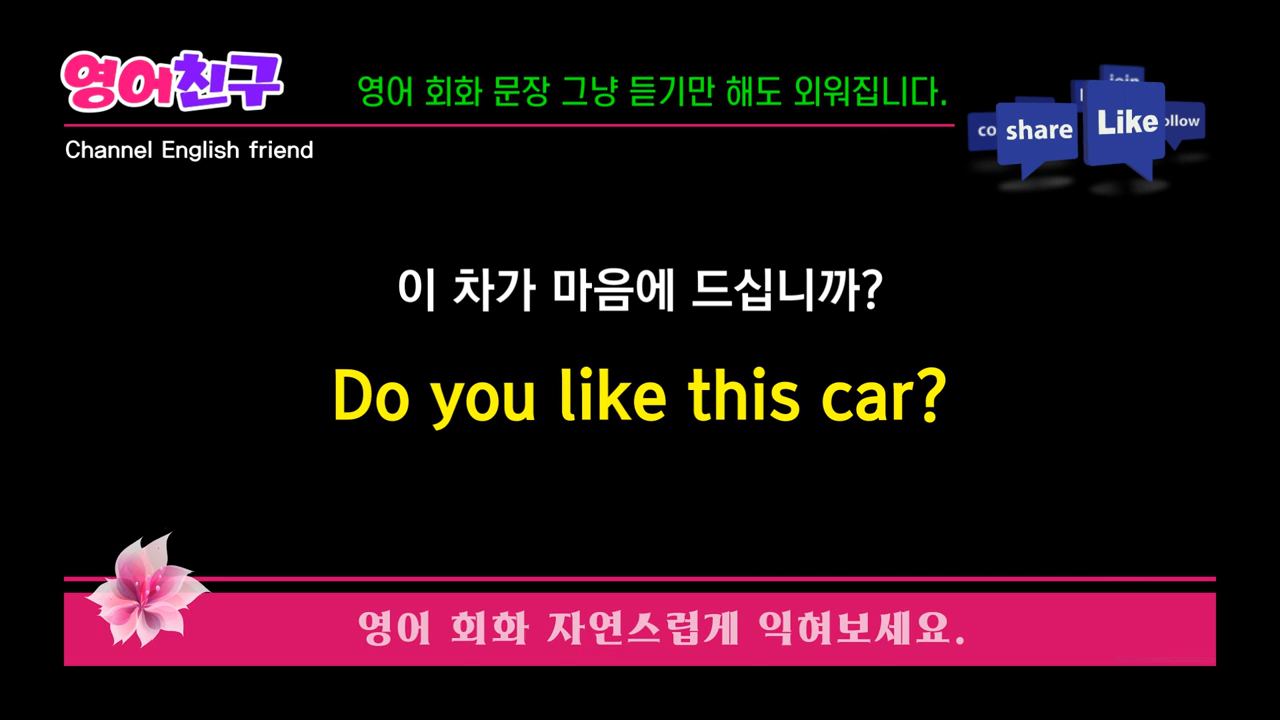 영어친구
영어 회화 문장 그냥 듣기만 해도 외워집니다.
Channel English friend
join
share
Like
이 차가 마음에 드십니까?
Do you like this car?
영어 회화 자연스럽게 익혀보세요.